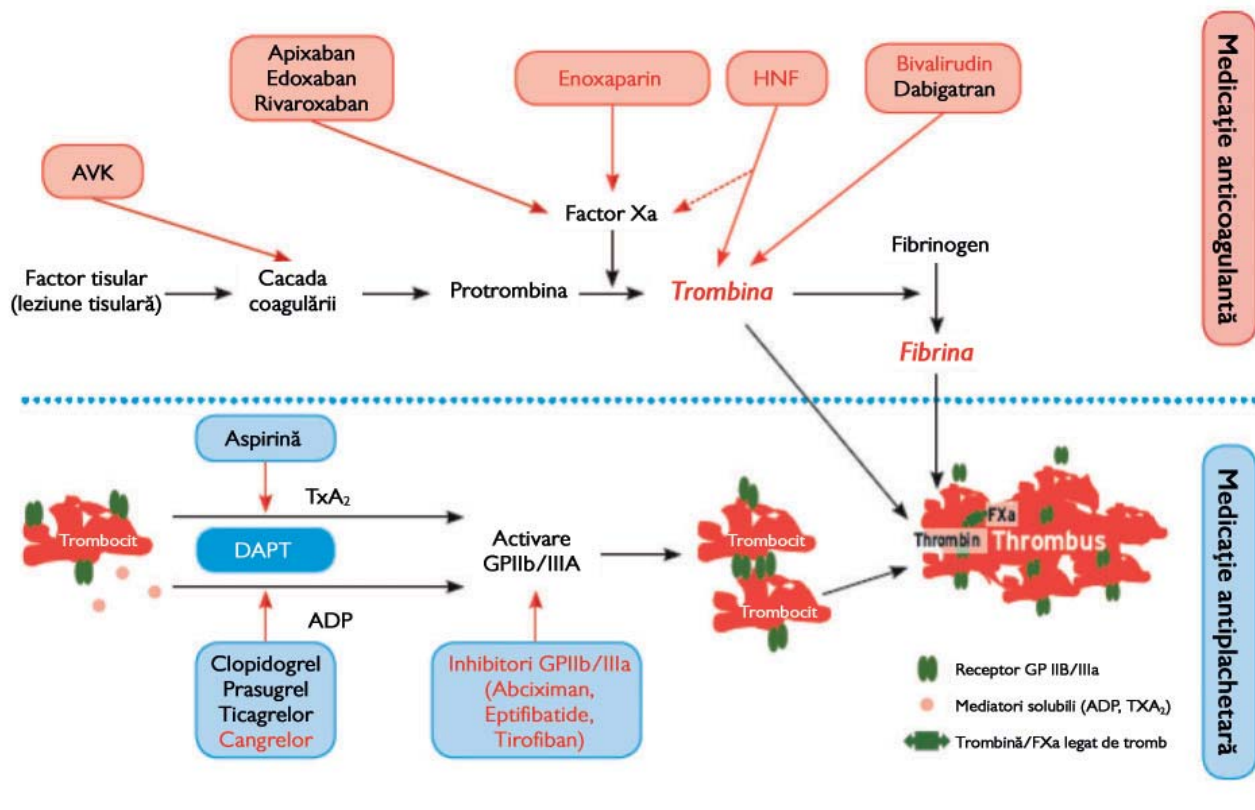 Medicație anticoagulantă
Apixaban
Edoxaban
Rivaroxaban
Enoxaparin
HNF
Bivalirudin
Dabigatran
AVK
Factor Xa
Factor tisular
(leziune tisulară)
Cacada
coagulării
Protrombina
Trombina
Fibrinogen
Fibrina
Medicație antiplachetară
Aspirină
TxA₂
Trombocit
DAPT
ADP
Activare
GPIIb/IIIA
Trombocit
Trombocit
FXa
Thrombin
Thrombus
Clopidogrel
Prasugrel
Ticagrelor
Cangrelor
Inhibitori GPIIb/IIIa
(Abciximan,
Eptifibatide,
Tirofiban)
Receptor GP IIB/IIIa
Mediatori solubili (ADP, TXA₂)
Trombină/FXa legat de tromb